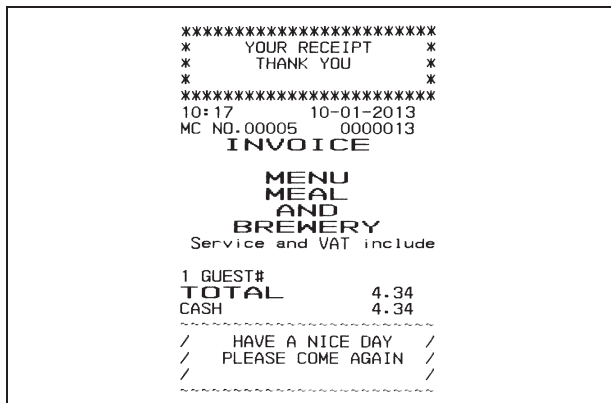 ************************
* YOUR RECEIPT *
* THANK YOU *
* *
************************
10:17 10-01-2013
MC NO.00005 0000013
INVOICE
MENU
MEAL
AND
BREWERY
Service and VAT include
1 GUEST#
TOTAL 4.34
CASH 4.34
~~~~~~~~~~~~~~~~~~~~~~~~
/ HAVE A NICE DAY /
/ PLEASE COME AGAIN /
/ /
~~~~~~~~~~~~~~~~~~~~~~~~